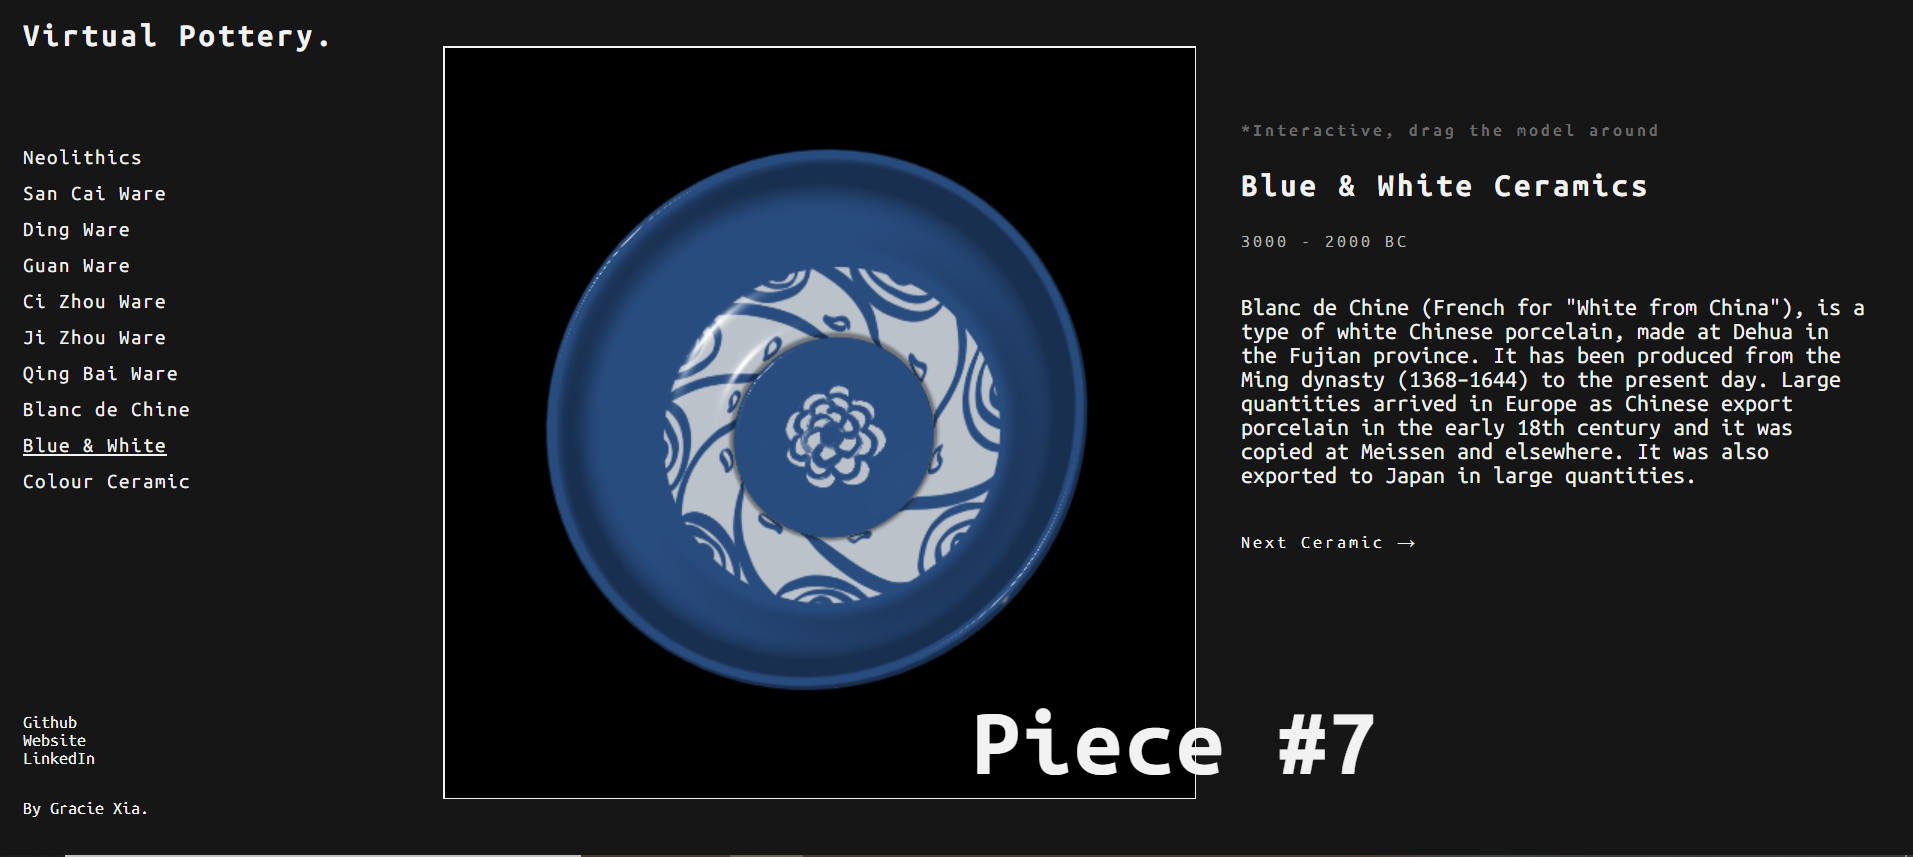 Virtual Pottery.
Neolithics
San Cai Ware
Ding Ware
Guan Ware
Ci Zhou Ware
Ji Zhou Ware
Qing Bai Ware
Blanc de Chine
Blue & White
Colour Ceramic
Github
Website
LinkedIn
By Gracie Xia.
Piece #7
*Interactive, drag the model around
Blue & White Ceramics
3000 - 2000 BC
Blanc de Chine (French for "White from China"), is a
type of white Chinese porcelain, made at Dehua in
the Fujian province. It has been produced from the
Ming dynasty (1368–1644) to the present day. Large
quantities arrived in Europe as Chinese export
porcelain in the early 18th century and it was
copied at Meissen and elsewhere. It was also
exported to Japan in large quantities.
Next Ceramic →